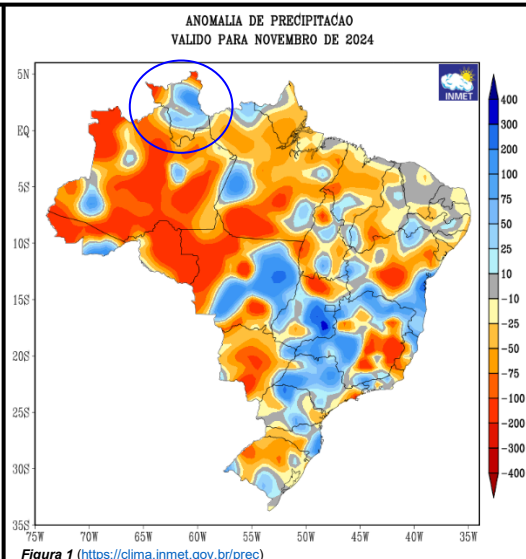 ANOMALIA DE PRECIPITAÇAO
VALIDO PARA NOVEMBRO DE 2024
5N
EQ
5S
10S
15S
20S
25S
30S
35S
75W 70W 65W 60W 55W 50W 45W 40W 35W
INMET
400
300
200
100
75
50
25
10
-10
-25
-50
-75
-100
-200
-300
-400
Figura 1 (https://clima.inmet.gov.br/prec)